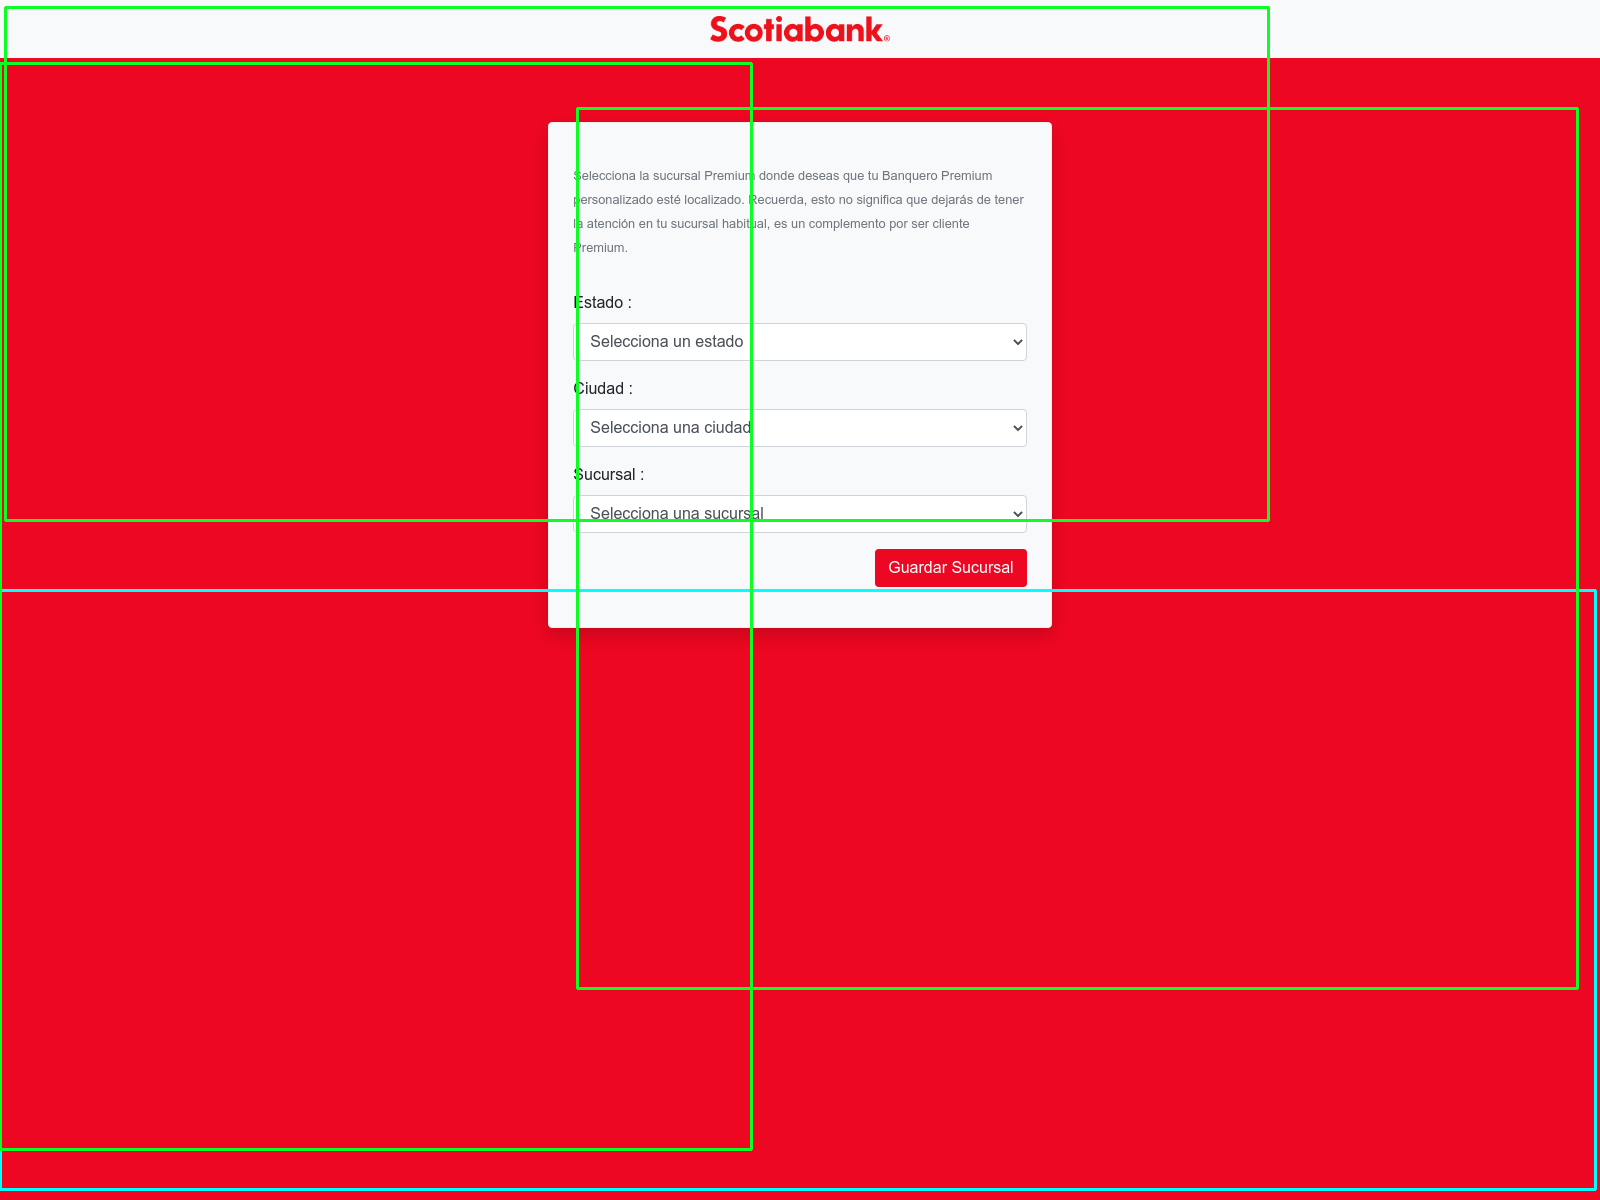 Scotiabank®
Selecciona la sucursal Premium donde deseas que tu Banquero Premium
personalizado esté localizado. Recuerda, esto no significa que dejarás de tener
la atención en tu sucursal habitual, es un complemento por ser cliente
Premium.
Estado :
Selecciona un estado
Ciudad :
Selecciona una ciudad
Sucursal :
Selecciona una sucursal
Guardar Sucursal